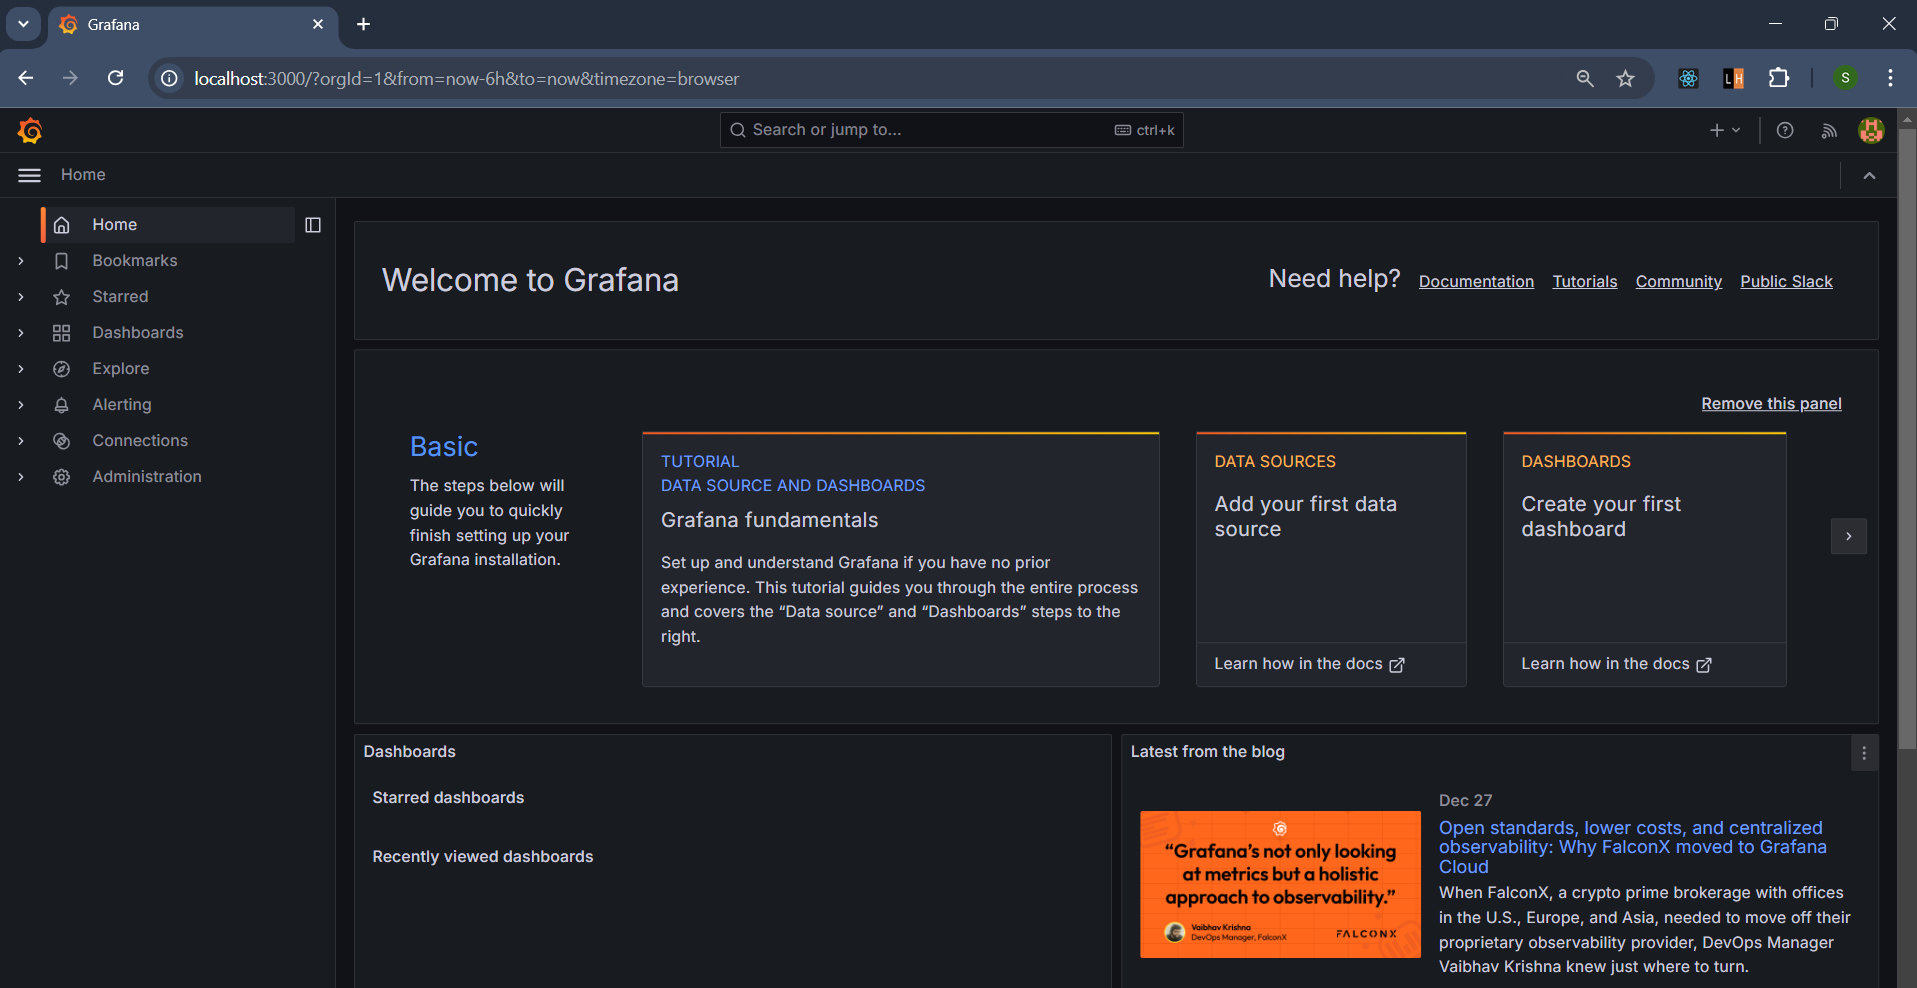 Grafana
localhost:3000/?orgId=1&from=now-6h&to=now&timezone=browser
LH
S
Search or jump to...
ctrl+k
Home
Home
Bookmarks
Starred
Dashboards
Explore
Alerting
Connections
Administration
Welcome to Grafana
Need help?
Documentation
Tutorials
Community
Public Slack
Remove this panel
Basic
The steps below will
guide you to quickly
finish setting up your
Grafana installation.
TUTORIAL
DATA SOURCE AND DASHBOARDS
Grafana fundamentals
Set up and understand Grafana if you have no prior
experience. This tutorial guides you through the entire process
and covers the “Data source” and “Dashboards” steps to the
right.
DATA SOURCES
Add your first data
source
Learn how in the docs
DASHBOARDS
Create your first
dashboard
Learn how in the docs
Dashboards
Starred dashboards
Recently viewed dashboards
Latest from the blog
“Grafana’s not only looking
at metrics but a holistic
approach to observability.”
Vaibhav Krishna
DevOps Manager, FalconX
FALCONX
Dec 27
Open standards, lower costs, and centralized
observability: Why FalconX moved to Grafana
Cloud
When FalconX, a crypto prime brokerage with offices
in the U.S., Europe, and Asia, needed to move off their
proprietary observability provider, DevOps Manager
Vaibhav Krishna knew just where to turn.